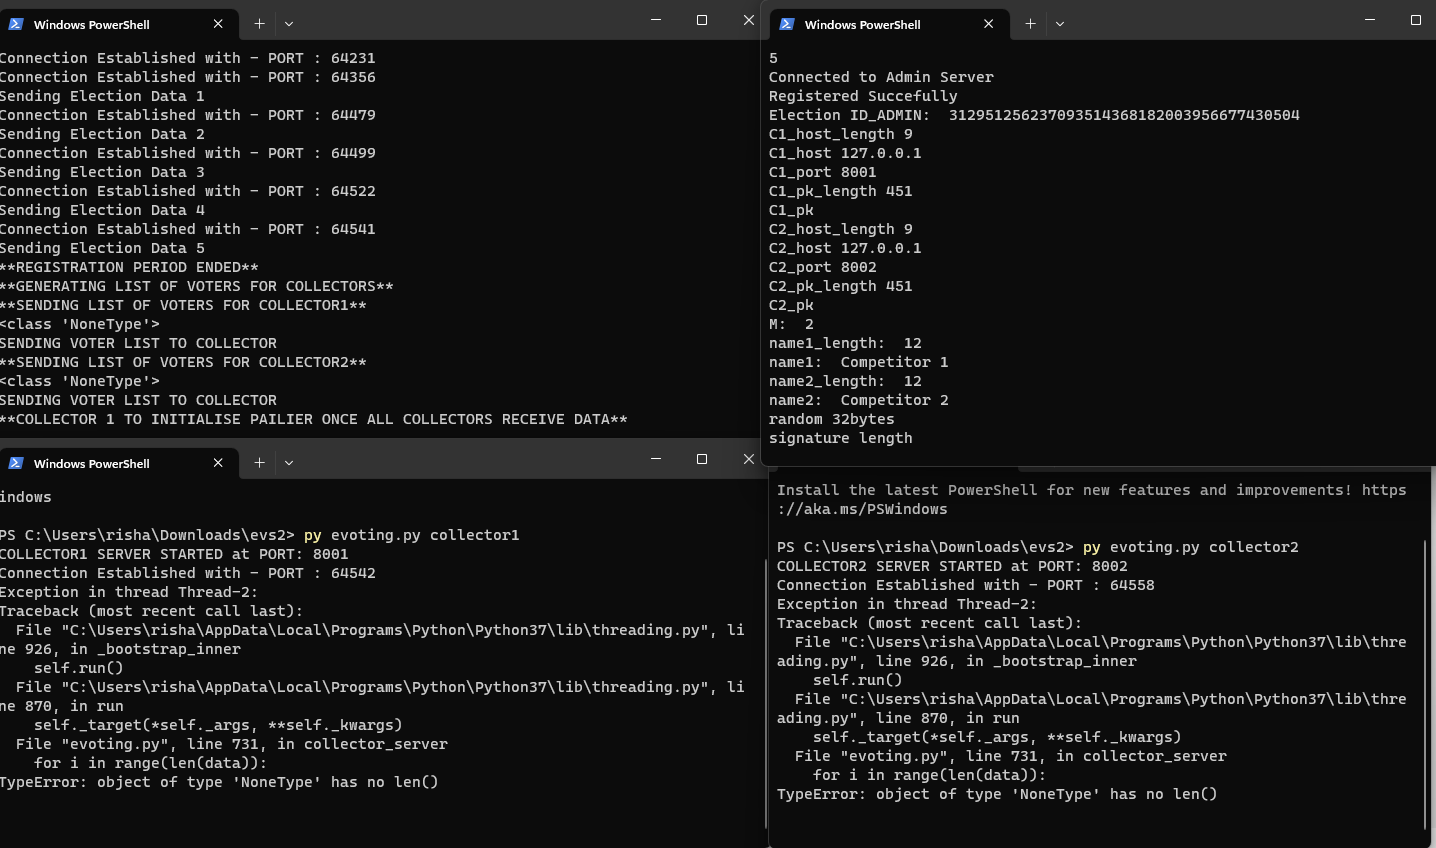 Windows PowerShell
Connection Established with - PORT : 64231
Connection Established with - PORT : 64356
Sending Election Data 1
Connection Established with - PORT : 64479
Sending Election Data 2
Connection Established with - PORT : 64499
Sending Election Data 3
Connection Established with - PORT : 64522
Sending Election Data 4
Connection Established with - PORT : 64541
Sending Election Data 5
**REGISTRATION PERIOD ENDED**
**GENERATING LIST OF VOTERS FOR COLLECTORS**
**SENDING LIST OF VOTERS FOR COLLECTOR1**
<class 'NoneType'>
SENDING VOTER LIST TO COLLECTOR
**SENDING LIST OF VOTERS FOR COLLECTOR2**
<class 'NoneType'>
SENDING VOTER LIST TO COLLECTOR
**COLLECTOR 1 TO INITIALISE PAILIER ONCE ALL COLLECTORS RECEIVE DATA**
Windows PowerShell
5
Connected to Admin Server
Registered Succefully
Election ID_ADMIN:  312951256237093514368182003956677430504
C1_host_length 9
C1_host 127.0.0.1
C1_port 8001
C1_pk_length 451
C1_pk
C2_host_length 9
C2_host 127.0.0.1
C2_port 8002
C2_pk_length 451
C2_pk
M:  2
name1_length:  12
name1:  Competitor 1
name2_length:  12
name2:  Competitor 2
random 32bytes
signature length
Windows PowerShell
indows
PS C:\Users\risha\Downloads\evs2> py evoting.py collector1
COLLECTOR1 SERVER STARTED at PORT: 8001
Connection Established with - PORT : 64542
Exception in thread Thread-2:
Traceback (most recent call last):
  File "C:\Users\risha\AppData\Local\Programs\Python\Python37\lib\threading.py", li
ne 926, in _bootstrap_inner
    self.run()
  File "C:\Users\risha\AppData\Local\Programs\Python\Python37\lib\threading.py", li
ne 870, in run
    self._target(*self._args, **self._kwargs)
  File "evoting.py", line 731, in collector_server
    for i in range(len(data)):
TypeError: object of type 'NoneType' has no len()
Install the latest PowerShell for new features and improvements! https
://aka.ms/PSWindows
PS C:\Users\risha\Downloads\evs2> py evoting.py collector2
COLLECTOR2 SERVER STARTED at PORT: 8002
Connection Established with - PORT : 64558
Exception in thread Thread-2:
Traceback (most recent call last):
  File "C:\Users\risha\AppData\Local\Programs\Python\Python37\lib\thre
ading.py", line 926, in _bootstrap_inner
    self.run()
  File "C:\Users\risha\AppData\Local\Programs\Python\Python37\lib\thre
ading.py", line 870, in run
    self._target(*self._args, **self._kwargs)
  File "evoting.py", line 731, in collector_server
    for i in range(len(data)):
TypeError: object of type 'NoneType' has no len()